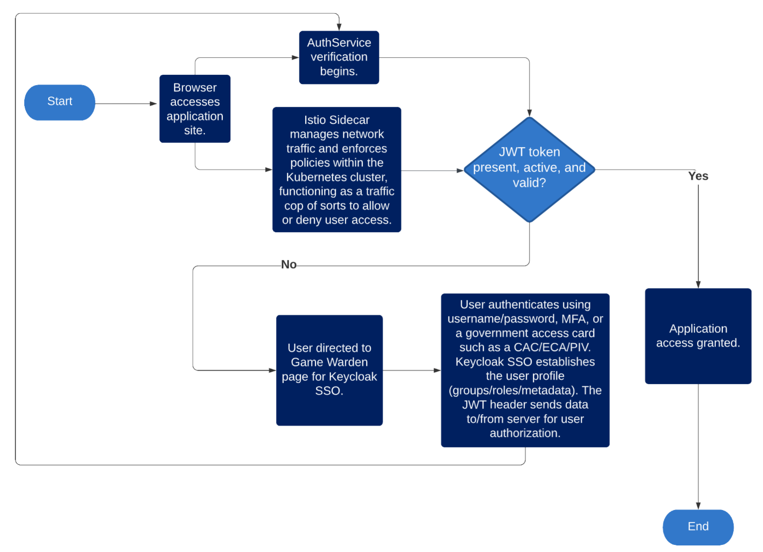 Start
Browser
accesses
application
site.
AuthService
verification
begins.
Istio Sidecar
manages network
traffic and enforces
policies within the
Kubernetes cluster,
functioning as a traffic
cop of sorts to allow
or deny user access.
JWT token
present, active, and
valid?
Yes
No
User directed to
Game Warden
page for Keycloak
SSO.
User authenticates using
username/password, MFA, or
a government access card
such as a CAC/ECA/PIV.
Keycloak SSO establishes
the user profile
(groups/roles/metadata). The
JWT header sends data
to/from server for user
authorization.
Application
access granted.
End